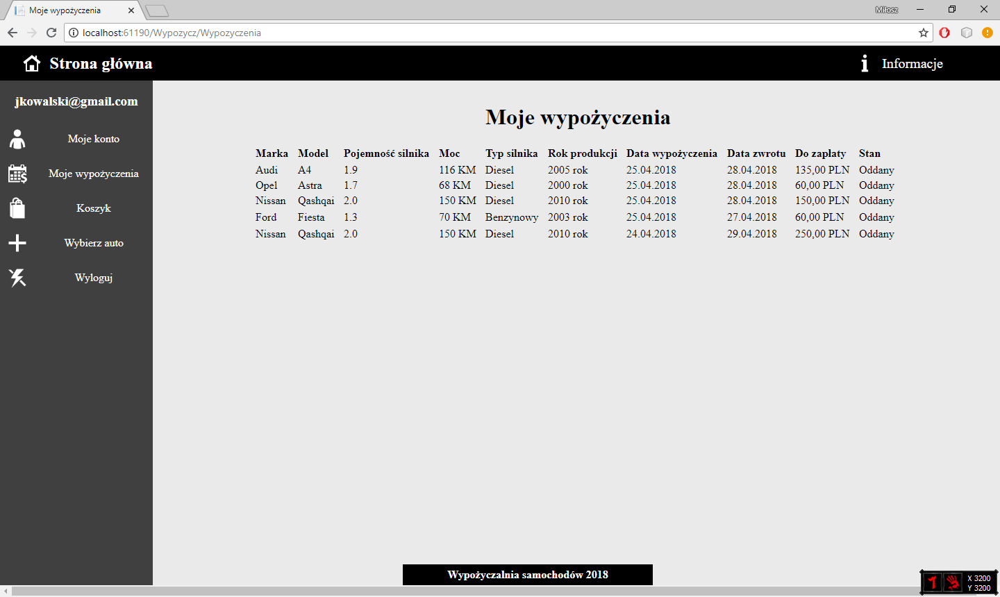 Moje wypożyczenia
Miłosz
localhost:61190/Wypozycz/Wypozyczenia
Strona główna
Informacje
jkowalski@gmail.com
Moje konto
Moje wypożyczenia
Koszyk
Wybierz auto
Wyloguj
Moje wypożyczenia
Marka Model Pojemność silnika Moc Typ silnika Rok produkcji Data wypożyczenia Data zwrotu Do zapłaty Stan
Audi A4 1.9 116 KM Diesel 2005 rok 25.04.2018 28.04.2018 135,00 PLN Oddany
Opel Astra 1.7 68 KM Diesel 2000 rok 25.04.2018 28.04.2018 60,00 PLN Oddany
Nissan Qashqai 2.0 150 KM Diesel 2010 rok 25.04.2018 28.04.2018 150,00 PLN Oddany
Ford Fiesta 1.3 70 KM Benzynowy 2003 rok 25.04.2018 27.04.2018 60,00 PLN Oddany
Nissan Qashqai 2.0 150 KM Diesel 2010 rok 24.04.2018 29.04.2018 250,00 PLN Oddany
Wypożyczalnia samochodów 2018
X 3200
Y 3200